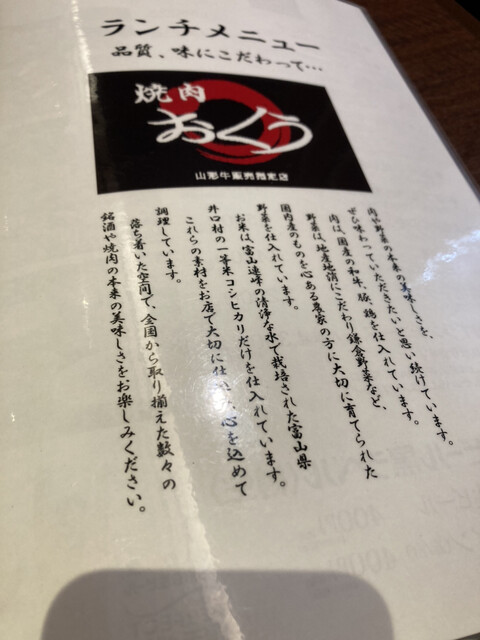 ランチメニュー
品質、味にこだわって…
焼肉
おくう
山形牛販売指定店
肉や野菜の本来の美味しさを、
ぜひ味わっていただきたいと思い続けています。
肉は、国産の和牛、豚、鶏を仕入れています。
野菜は、地産地消にこだわり鎌倉野菜など、
国内産のものを心ある農家の方に大切に育てられた
野菜を仕入れています。
お米は、富山連峰の清浄な水で栽培された富山県
井口村の一等米コシヒカリだけを仕入れています。
これらの素材をお店で大切に仕込み、心を込めて
調理しています。
落ち着いた空間で、全国から取り揃えた数々の
銘酒や焼肉の本来の美味しさをお楽しみください。